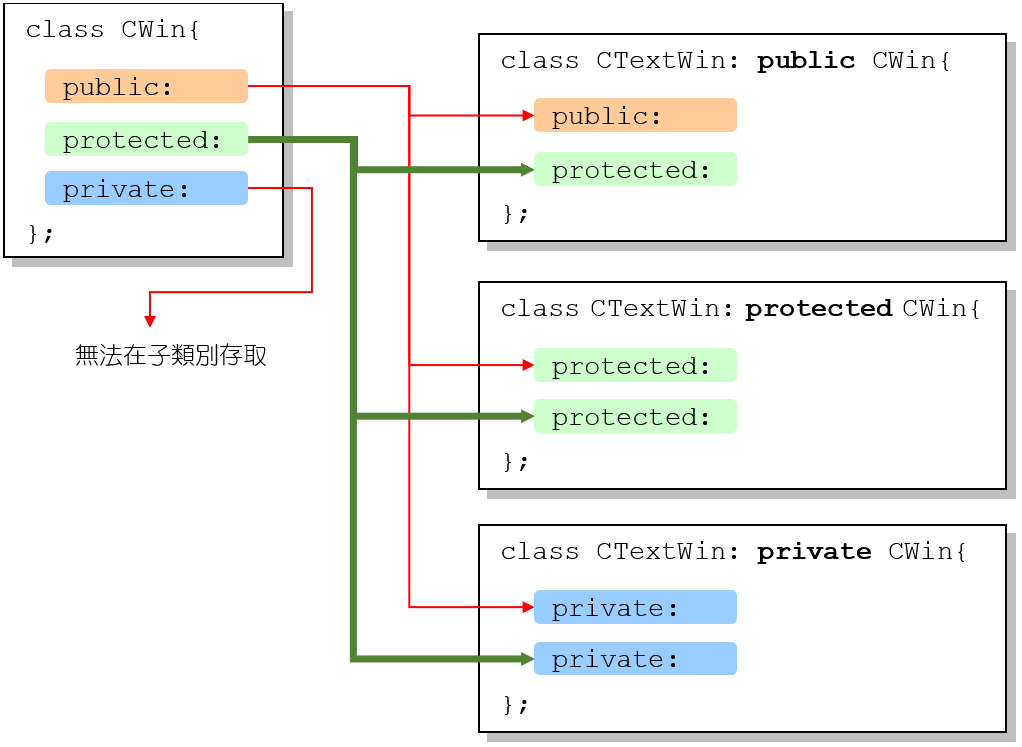 class CWin{
public:
protected:
private:
};
無法在子類別存取
class CTextWin: public CWin{
public:
protected:
};
class CTextWin: protected CWin{
protected:
protected:
};
class CTextWin: private CWin{
private:
private:
};